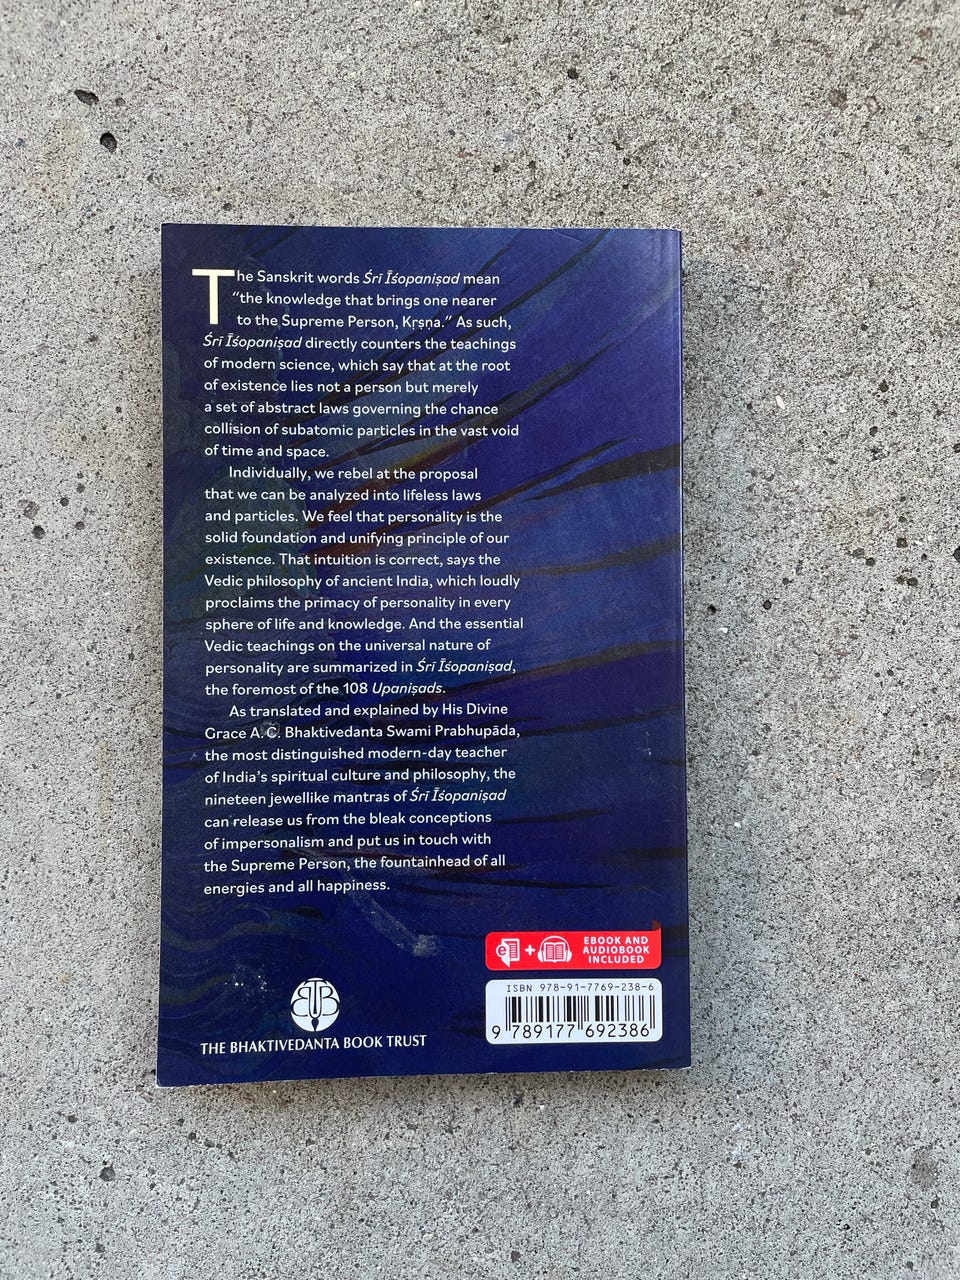 The Sanskrit words Śrī Īśopaniṣad mean
“the knowledge that brings one nearer
to the Supreme Person, Kṛṣṇa.” As such,
Śrī Īśopaniṣad directly counters the teachings
of modern science, which say that at the root
of existence lies not a person but merely
a set of abstract laws governing the chance
collision of subatomic particles in the vast void
of time and space.
Individually, we rebel at the proposal
that we can be analyzed into lifeless laws
and particles. We feel that personality is the
solid foundation and unifying principle of our
existence. That intuition is correct, says the
Vedic philosophy of ancient India, which loudly
proclaims the primacy of personality in every
sphere of life and knowledge. And the essential
Vedic teachings on the universal nature of
personality are summarized in Śrī Īśopaniṣad,
the foremost of the 108 Upaniṣads.
As translated and explained by His Divine
Grace A. C. Bhaktivedanta Swami Prabhupāda,
the most distinguished modern-day teacher
of India’s spiritual culture and philosophy, the
nineteen jewellike mantras of Śrī Īśopaniṣad
can release us from the bleak conceptions
of impersonalism and put us in touch with
the Supreme Person, the fountainhead of all
energies and all happiness.
e + EBOOK AND
AUDIOBOOK
INCLUDED
ISBN 978-91-7769-238-6
9 789177 692386
BTB
THE BHAKTIVEDANTA BOOK TRUST